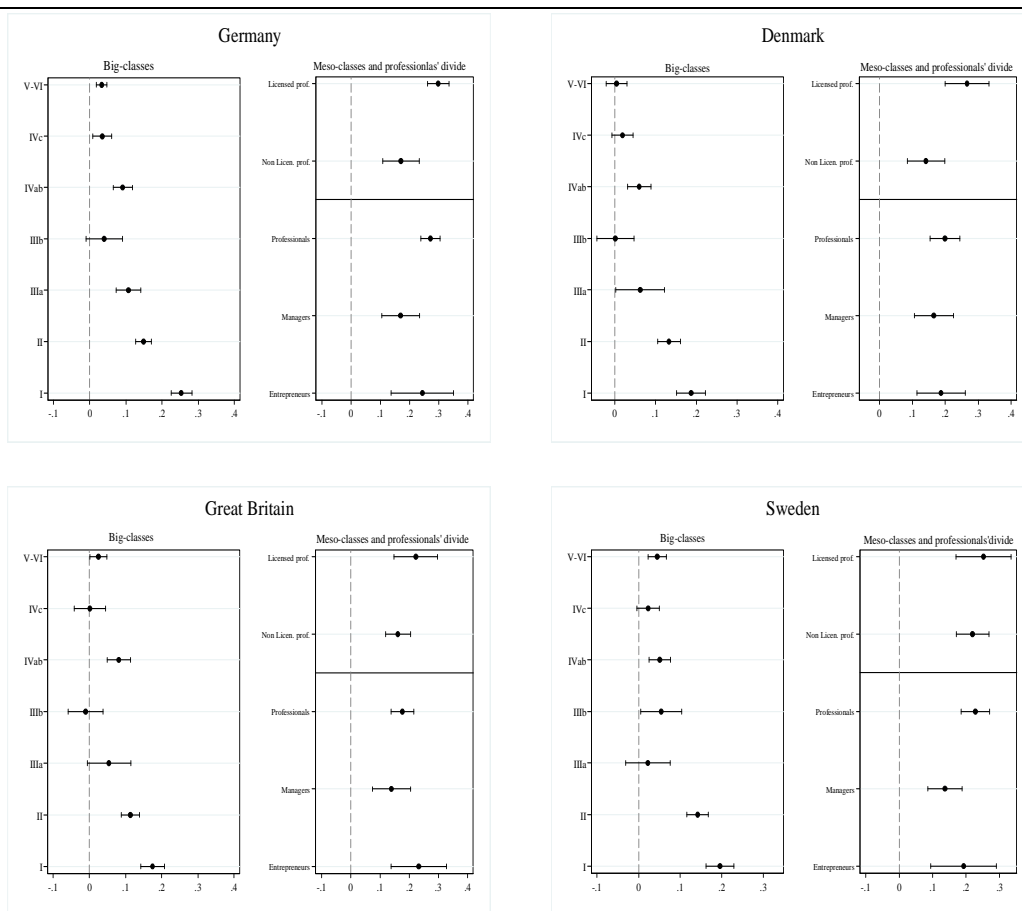 Germany
Big-classes
V-VI
IVc
IVab
IIIb
IIIa
II
I
-.1 0 .1 .2 .3 .4
Meso-classes and professionlas' divide
Licensed prof.
Non Licen. prof.
Professionals
Managers
Entrepreneurs
-.1 0 .1 .2 .3 .4
Denmark
Big-classes
V-VI
IVc
IVab
IIIb
IIIa
II
I
0 .1 .2 .3 .4
Meso-classes and professionals' divide
Licensed prof.
Non Licen. prof.
Professionals
Managers
Entrepreneurs
0 .1 .2 .3 .4
Great Britain
Big-classes
V-VI
IVc
IVab
IIIb
IIIa
II
I
-.1 0 .1 .2 .3 .4
Meso-classes and professionals' divide
Licensed prof.
Non Licen. prof.
Professionals
Managers
Entrepreneurs
-.1 0 .1 .2 .3 .4
Sweden
Big-classes
V-VI
IVc
IVab
IIIb
IIIa
II
I
-.1 0 .1 .2 .3
Meso-classes and professionals'divide
Licensed prof.
Non Licen. prof.
Professionals
Managers
Entrepreneurs
-.1 0 .1 .2 .3